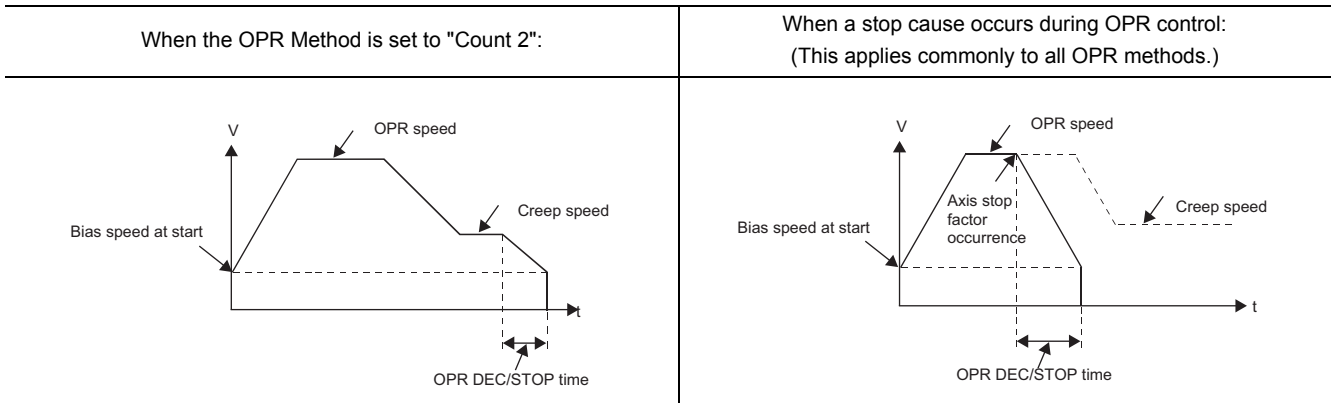 When the OPR Method is set to "Count 2":
When a stop cause occurs during OPR control:
(This applies commonly to all OPR methods.)
V
OPR speed
Creep speed
Bias speed at start
t
OPR DEC/STOP time
V
OPR speed
Axis stop
factor
occurrence
Creep speed
Bias speed at start
t
OPR DEC/STOP time